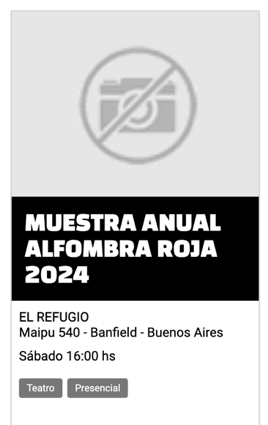 MUESTRA ANUAL
ALFOMBRA ROJA
2024
EL REFUGIO
Maipu 540 - Banfield - Buenos Aires
Sábado 16:00 hs
Teatro
Presencial